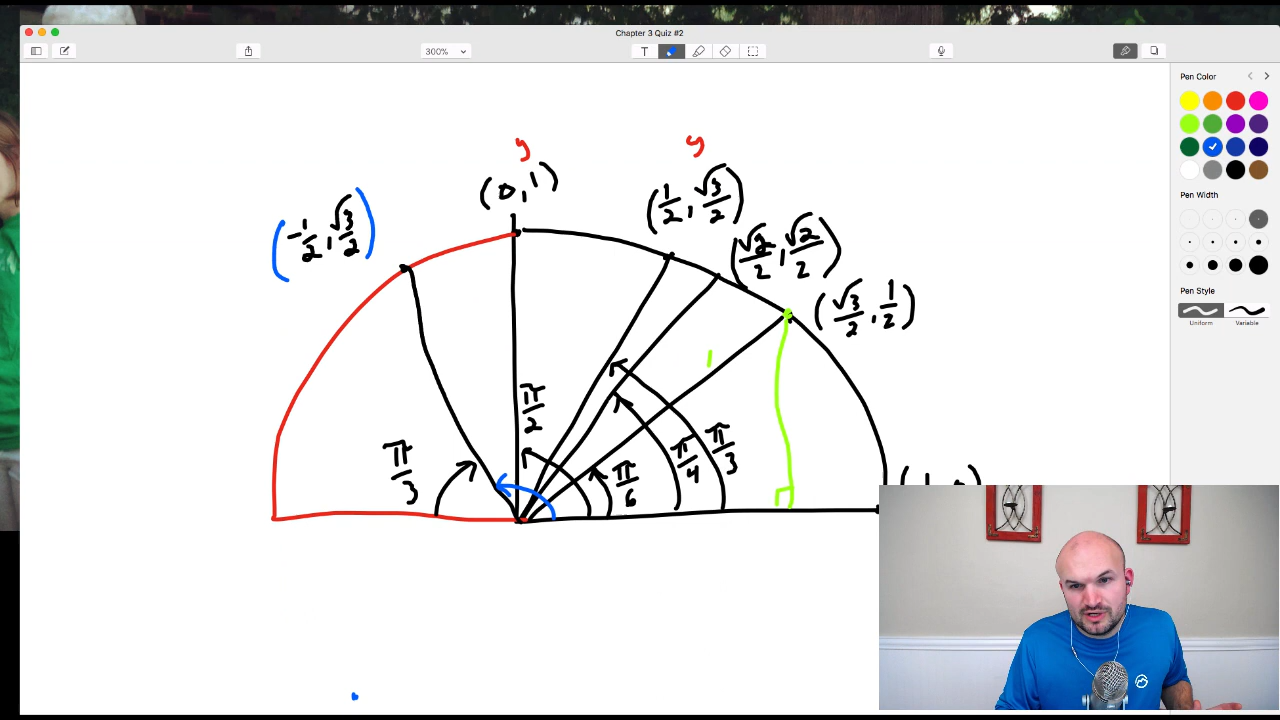 Chapter 3 Quiz #2
300%
T
Pen Color
Pen Width
Pen Style
Uniform Variable
y y
(0,1)
(1/2, √3/2)
(-1/2, √3/2)
(√2/2, √2/2)
(√3/2, 1/2)
1
π/2
π/3
π/3
π/4
π/6